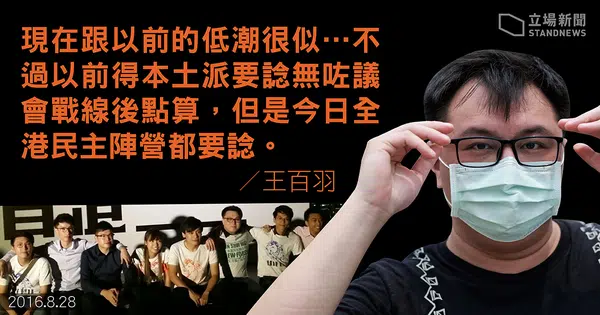 立場新聞
STANDNEWS
現在跟以前的低潮很似…不
過以前得本土派要諗無咗議
會戰線後點算,但是今日全
港民主陣營都要諗。
／王百羽
2016.8.28